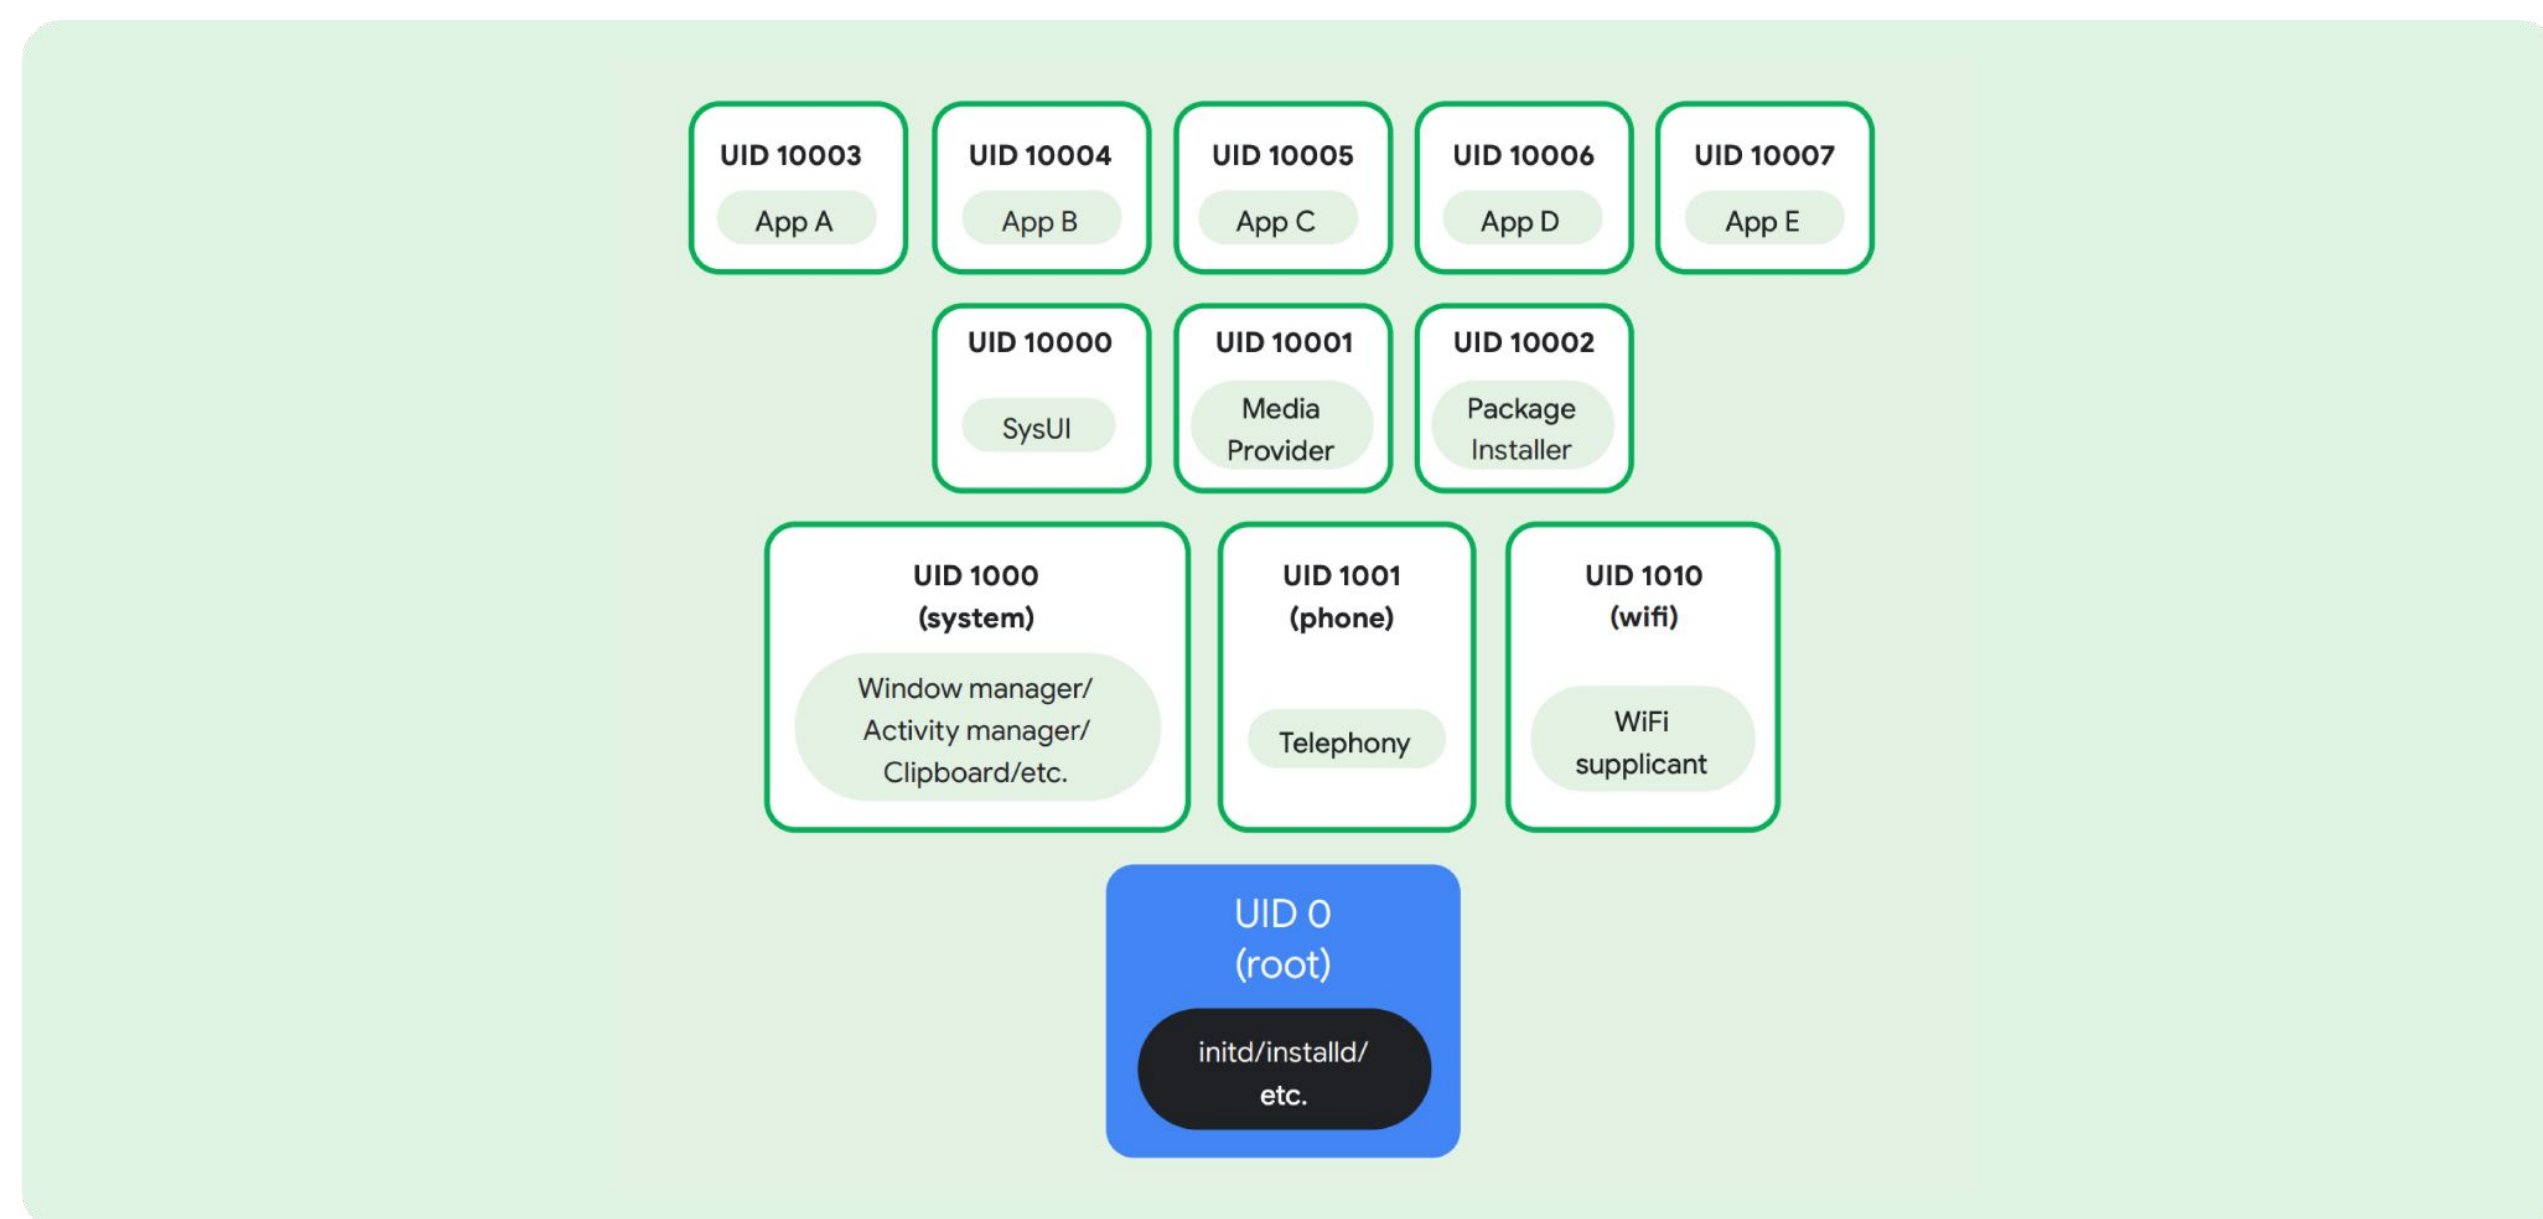 UID 10003
App A
UID 10004
App B
UID 10005
App C
UID 10006
App D
UID 10007
App E
UID 10000
SysUI
UID 10001
Media
Provider
UID 10002
Package
Installer
UID 1000
(system)
Window manager/
Activity manager/
Clipboard/etc.
UID 1001
(phone)
Telephony
UID 1010
(wifi)
WiFi
supplicant
UID 0
(root)
initd/installd/
etc.